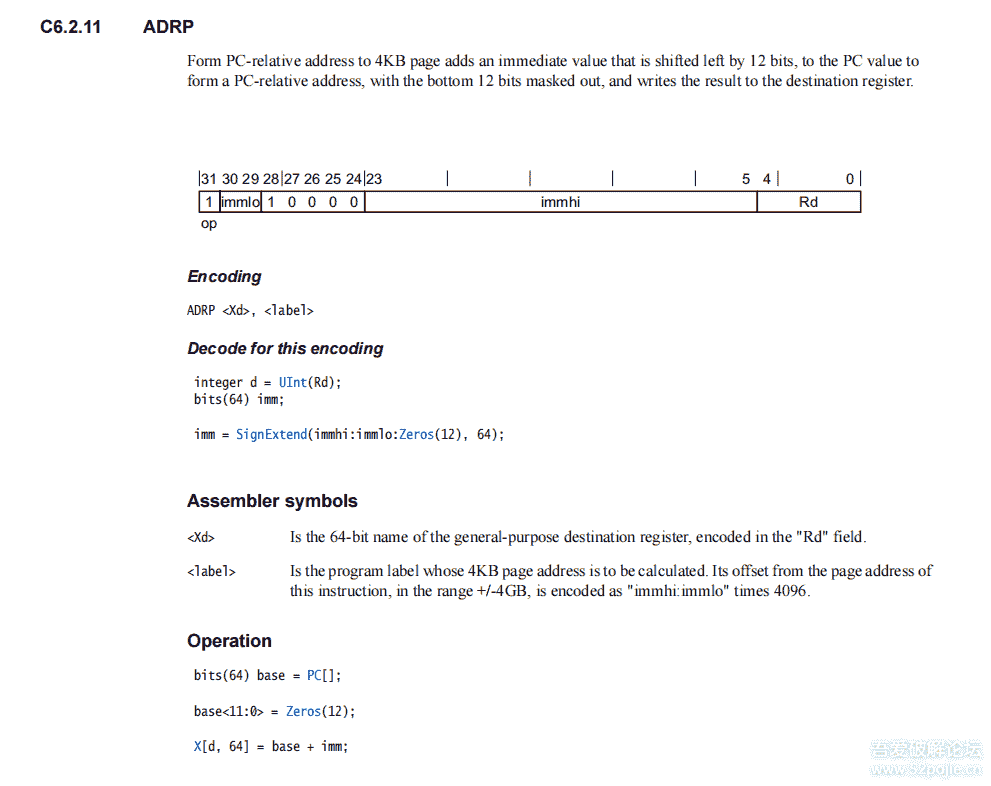 C6.2.11 ADRP
Form PC-relative address to 4KB page adds an immediate value that is shifted left by 12 bits, to the PC value to
form a PC-relative address, with the bottom 12 bits masked out, and writes the result to the destination register.
31 30 29 28 27 26 25 24 23 5 4 0
1 immlo 1 0 0 0 0 immhi Rd
op
Encoding
ADRP <Xd>, <label>
Decode for this encoding
integer d = UInt(Rd);
bits(64) imm;
imm = SignExtend(immhi:immlo:Zeros(12), 64);
Assembler symbols
<Xd> Is the 64-bit name of the general-purpose destination register, encoded in the "Rd" field.
<label> Is the program label whose 4KB page address is to be calculated. Its offset from the page address of
this instruction, in the range +/-4GB, is encoded as "immhi:immlo" times 4096.
Operation
bits(64) base = PC[];
base<11:0> = Zeros(12);
X[d, 64] = base + imm;
吾爱破解论坛
www.52pojie.cn